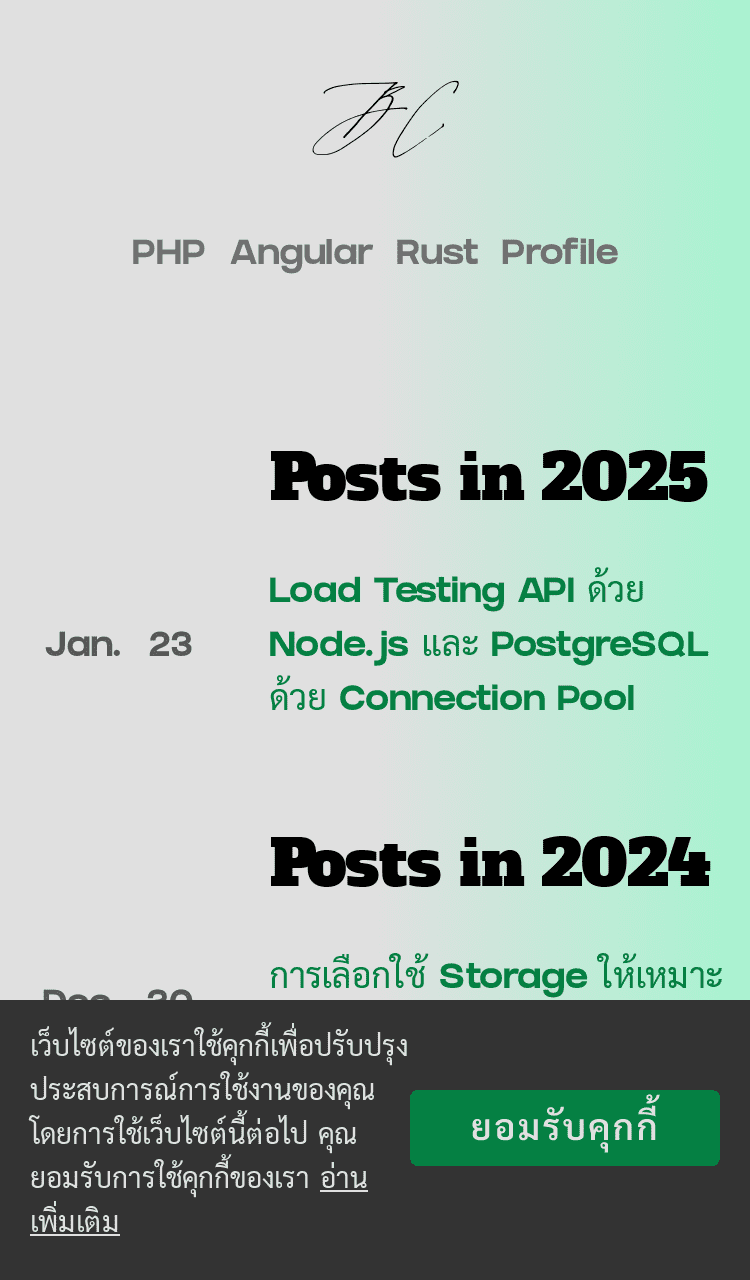 JBC
PHP Angular Rust Profile
Posts in 2025
Load Testing API ด้วย
Jan. 23 Node.js และ PostgreSQL
ด้วย Connection Pool
Posts in 2024
การเลือกใช้ Storage ให้เหมาะ
เว็บไซต์ของเราใช้คุกกี้เพื่อปรับปรุง
ประสบการณ์การใช้งานของคุณ
โดยการใช้เว็บไซต์นี้ต่อไป คุณ
ยอมรับการใช้คุกกี้ของเรา อ่าน
เพิ่มเติม
ยอมรับคุกกี้